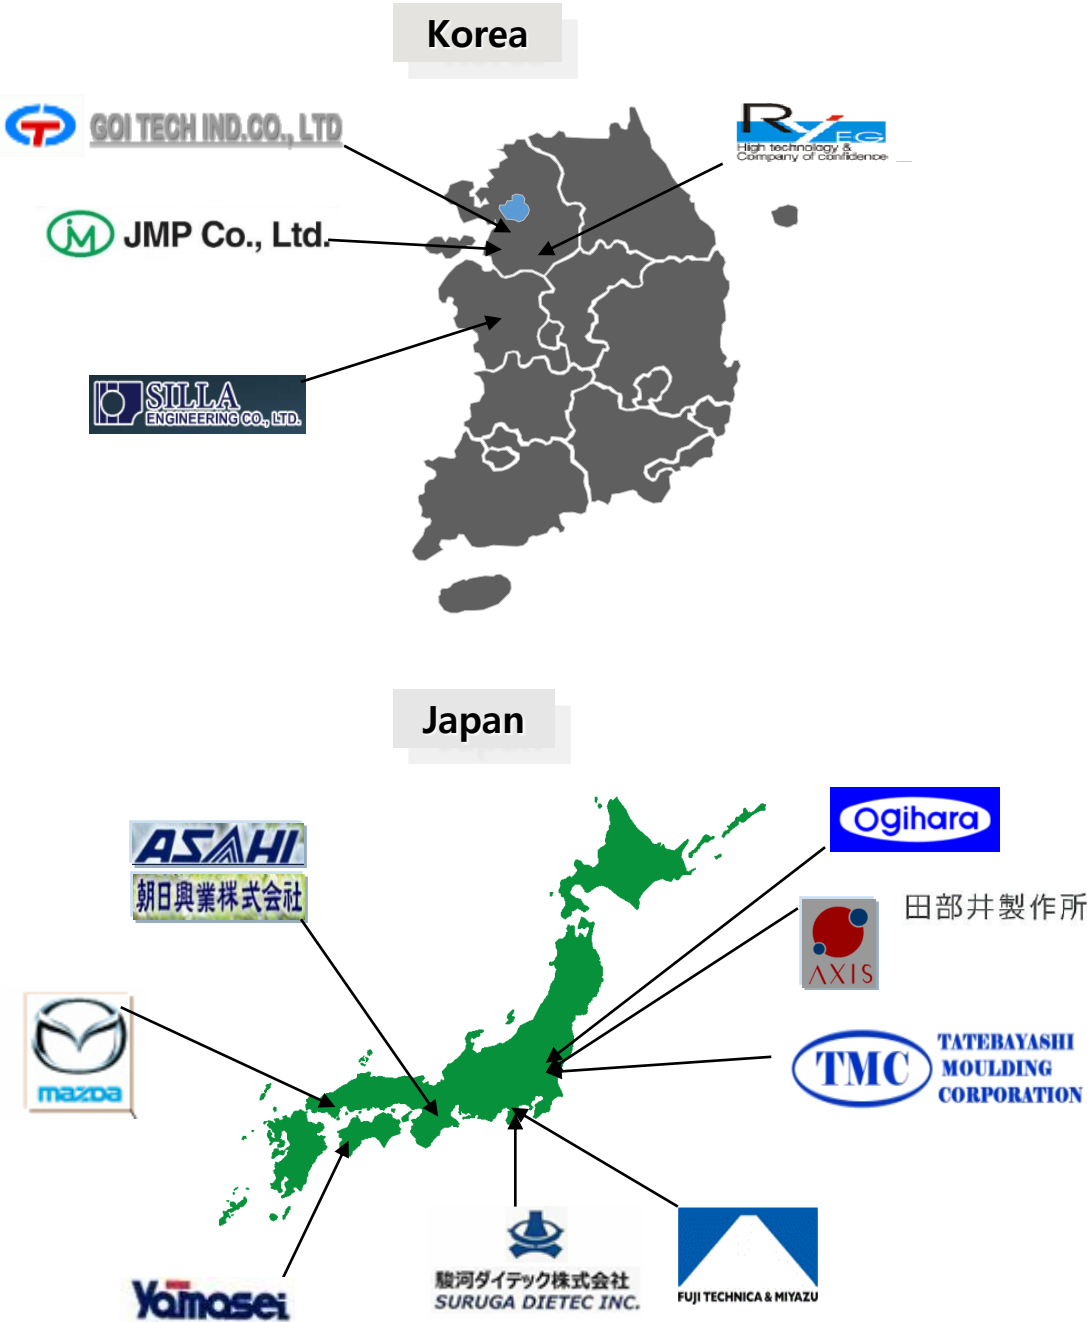 Korea
GOI TECH IND.CO., LTD
RYEG
High technology &
Company of confidence
JM JMP Co., Ltd.
SILLA
ENGINEERING CO., LTD.
Japan
Ogihara
ASAHI
朝日興業株式会社
田部井製作所
AXIS
mazda
TMC
TATEBAYASHI
MOULDING
CORPORATION
Yamasei
駿河ダイテック株式会社
SURUGA DIETEC INC.
FUJI TECHNICA & MIYAZU